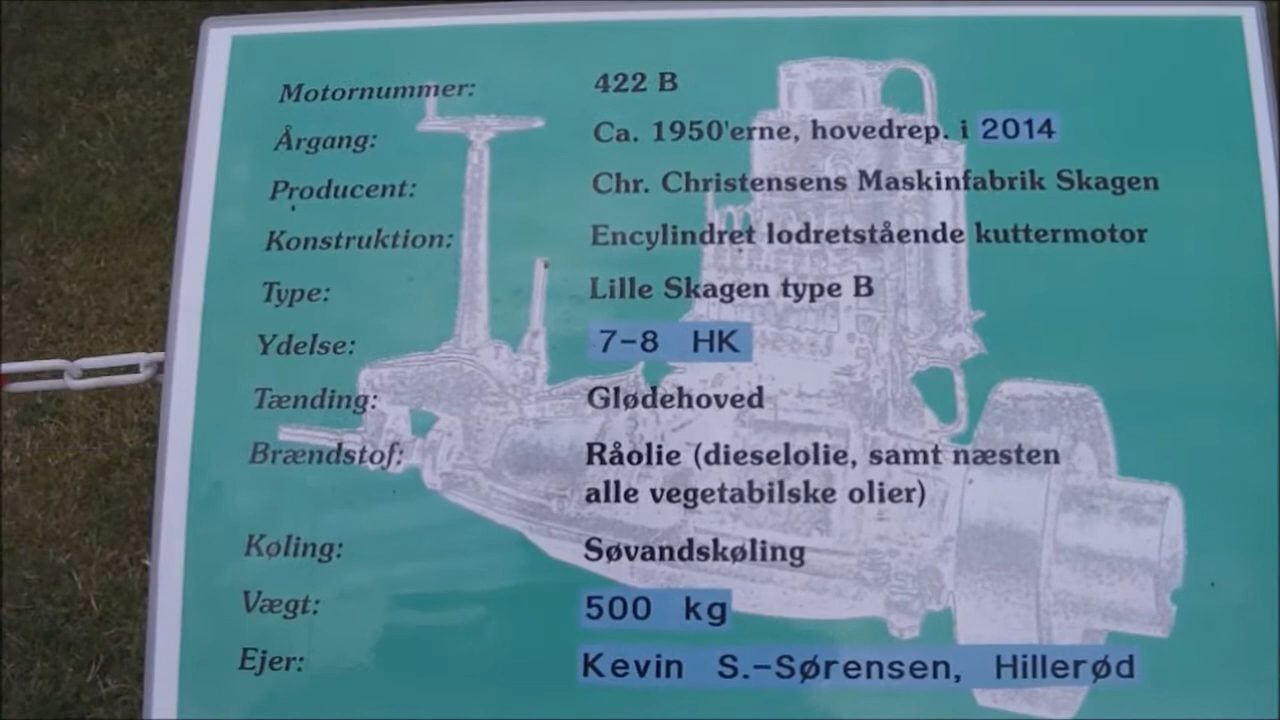 Motornummer: 422 B
Årgang: Ca. 1950'erne, hovedrep. i 2014
Producent: Chr. Christensens Maskinfabrik Skagen
Konstruktion: Encylindret lodretstående kuttermotor
Type: Lille Skagen type B
Ydelse: 7-8 HK
Tænding: Glødehoved
Brændstof: Råolie (dieselolie, samt næsten
alle vegetabilske olier)
Køling: Søvandskøling
Vægt: 500 kg
Ejer: Kevin S.-Sørensen, Hillerød